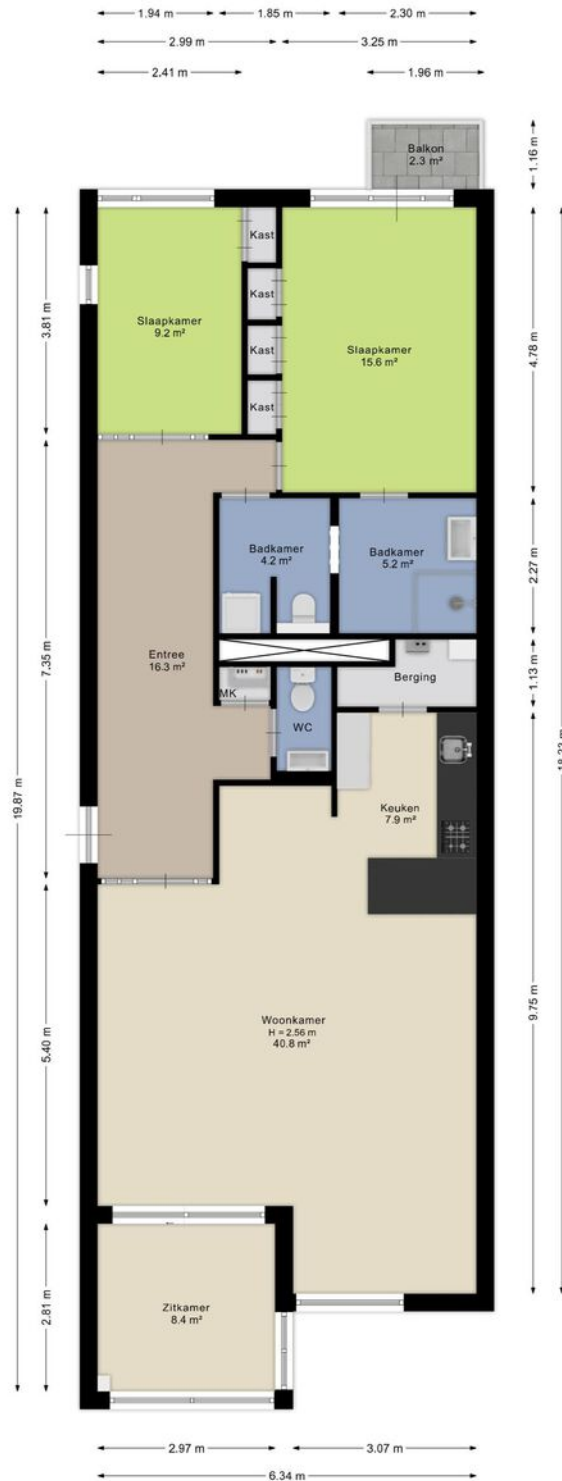 1.94 m
1.85 m
2.30 m
2.99 m
3.25 m
2.41 m
1.96 m
Balkon
2.3 m²
1.16 m
Kast
Kast
Kast
Kast
Slaapkamer
9.2 m²
Slaapkamer
15.6 m²
3.81 m
4.78 m
Badkamer
4.2 m²
Badkamer
5.2 m²
2.27 m
Entree
16.3 m²
7.35 m
MK
WC
Berging
1.13 m
Keuken
7.9 m²
19.87 m
18.23 m
Woonkamer
H = 2.56 m
40.8 m²
5.40 m
9.75 m
Zitkamer
8.4 m²
2.81 m
2.97 m
3.07 m
6.34 m